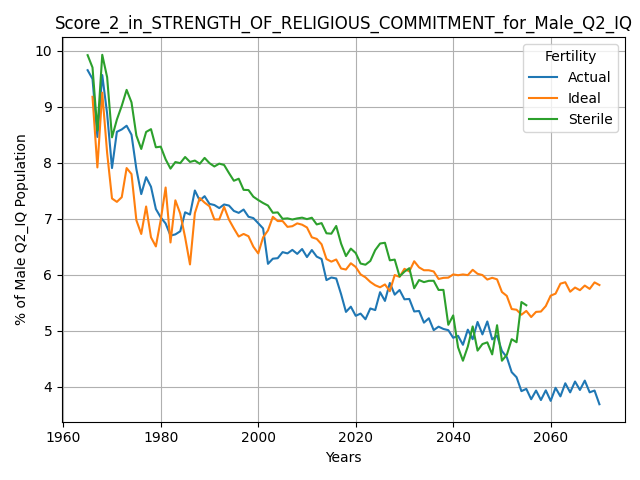 Score_2_in_STRENGTH_OF_RELIGIOUS_COMMITMENT_for_Male_Q2_IQ
% of Male Q2_IQ Population
10
9
8
7
6
5
4
Fertility
Actual
Ideal
Sterile
1960
1980
2000
2020
2040
2060
Years